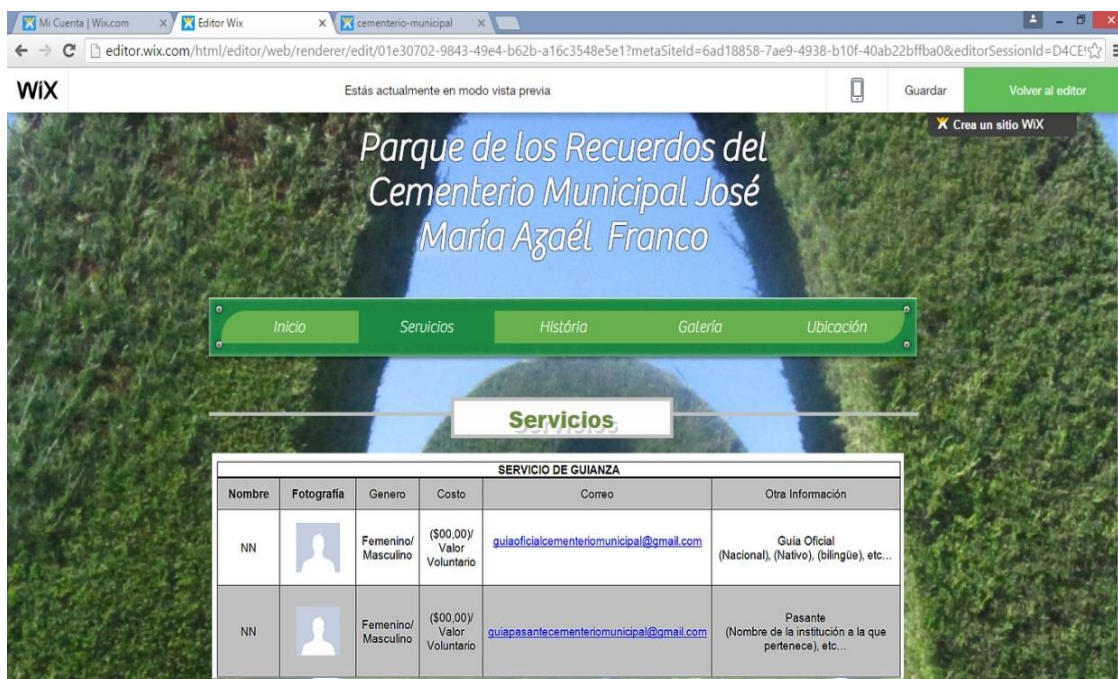 Mi Cuenta | Wix.com
Editor Wix
cementerio-municipal
editor.wix.com/html/editor/web/renderer/edit/01e30702-9843-49e4-b62b-a16c3548e5e1?metaSiteId=6ad18858-7ae9-4938-b10f-40ab22bffba0&editorSessionId=D4CE
WiX
Estás actualmente en modo vista previa
Guardar
Volver al editor
Crea un sitio WiX
Parque de los Recuerdos del
Cementerio Municipal José
María Azaél Franco
Inicio Servicios História Galería Ubicación
Servicios
SERVICIO DE GUIANZA
Nombre Fotografía Genero Costo Correo Otra Información
NN
Femenino/
Masculino
($00,00)/
Valor
Voluntario
guiaoficialcementeriomunicipal@gmail.com
Guía Oficial
(Nacional), (Nativo), (bilingüe), etc...
NN
Femenino/
Masculino
($00,00)/
Valor
Voluntario
guiapasantecementeriomunicipal@gmail.com
Pasante
(Nombre de la institución a la que
pertenece), etc...